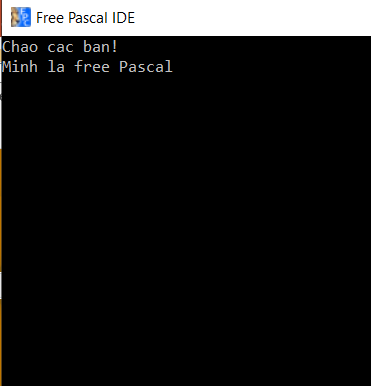 Free Pascal IDE
Chao cac ban!
Minh la free Pascal